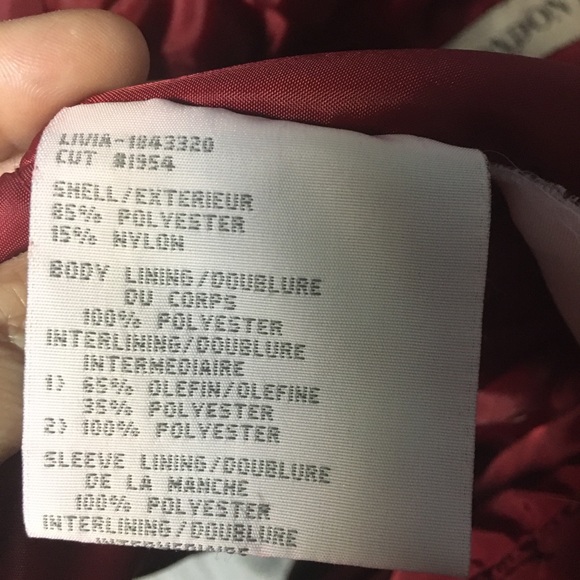 LIVIA-1843320
CUT #1954
SHELL/EXTERIEUR
85% POLYESTER
15% NYLON
BODY LINING/DOUBLURE
DU CORPS
100% POLYESTER
INTERLINING/DOUBLURE
INTERMEDIAIRE
1) 65% OLEFIN/OLEFINE
35% POLYESTER
2) 100% POLYESTER
SLEEVE LINING/DOUBLURE
DE LA MANCHE
100% POLYESTER
INTERLINING/DOUBLURE
INTERMEDIAIRE